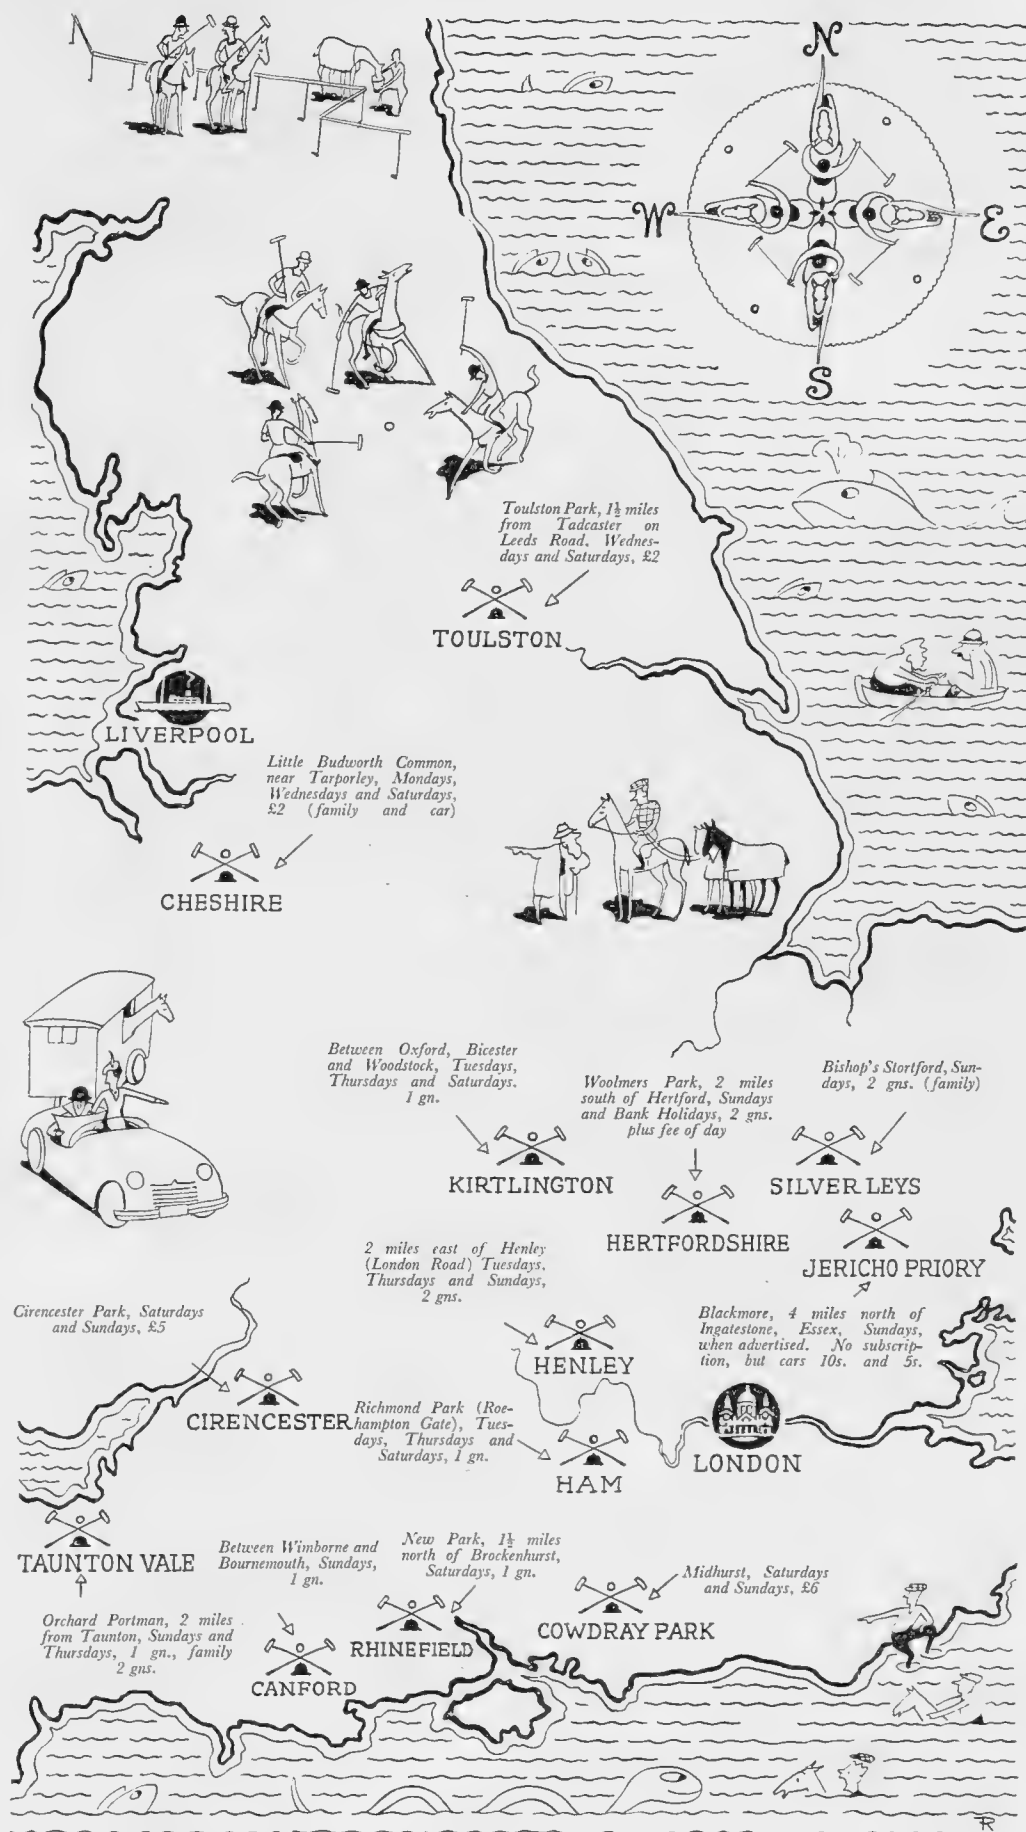 N
W
E
S
Toulston Park, 1½ miles
from Tadcaster on
Leeds Road, Wednes-
days and Saturdays, £2
TOULSTON
LIVERPOOL
Little Budworth Common,
near Tarporley, Mondays,
Wednesdays and Saturdays,
£2 (family and car)
CHESHIRE
Between Oxford, Bicester
and Woodstock, Tuesdays,
Thursdays and Saturdays.
1 gn.
KIRTLINGTON
Woolmers Park, 2 miles
south of Hertford, Sundays
and Bank Holidays, 2 gns.
plus fee of day
HERTFORDSHIRE
Bishop's Stortford, Sun-
days, 2 gns. (family)
SILVER LEYS
JERICHO PRIORY
Blackmore, 4 miles north of
Ingatestone, Essex, Sundays,
when advertised. No subscrip-
tion, but cars 10s. and 5s.
2 miles east of Henley
(London Road) Tuesdays,
Thursdays and Sundays,
2 gns.
HENLEY
Cirencester Park, Saturdays
and Sundays, £5
CIRENCESTER
Richmond Park (Roe-
hampton Gate), Tues-
days, Thursdays and
Saturdays, 1 gn.
HAM
LONDON
TAUNTON VALE
Orchard Portman, 2 miles
from Taunton, Sundays and
Thursdays, 1 gn., family
2 gns.
Between Wimborne and
Bournemouth, Sundays,
1 gn.
CANFORD
New Park, 1½ miles
north of Brockenhurst,
Saturdays, 1 gn.
RHINEFIELD
Midhurst, Saturdays
and Sundays, £6
COWDRAY PARK